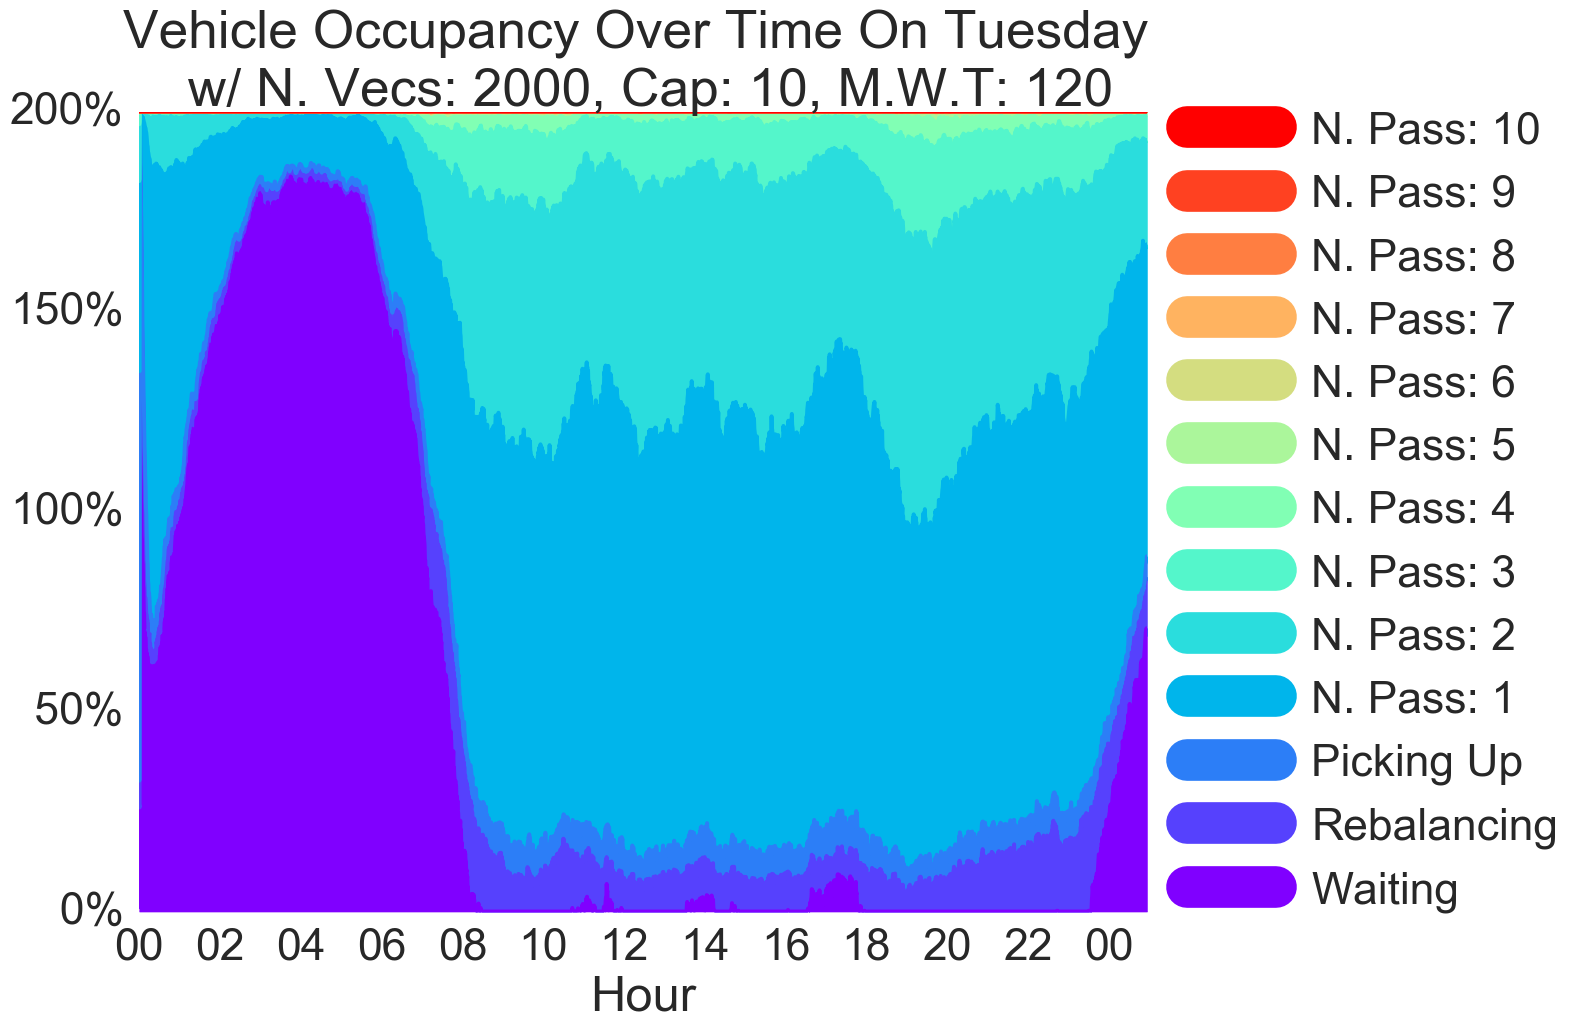 Vehicle Occupancy Over Time On Tuesday
w/ N. Vecs: 2000, Cap: 10, M.W.T: 120
200%
150%
100%
50%
0%
00 02 04 06 08 10 12 14 16 18 20 22 00
Hour
N. Pass: 10
N. Pass: 9
N. Pass: 8
N. Pass: 7
N. Pass: 6
N. Pass: 5
N. Pass: 4
N. Pass: 3
N. Pass: 2
N. Pass: 1
Picking Up
Rebalancing
Waiting